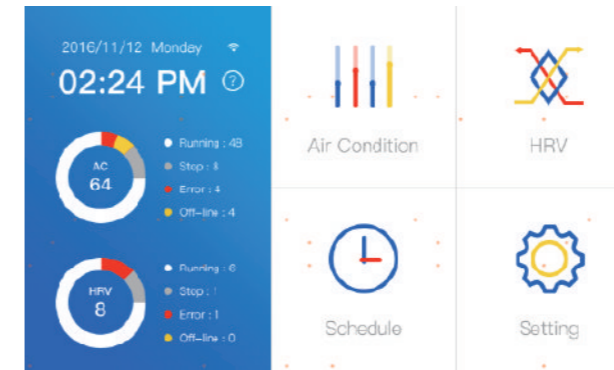 2016/11/12 Monday
02:24 PM ?
AC
64
Running : 48
Stop : 8
Error : 4
Off-line : 4
HRV
8
Running : 6
Stop : 1
Error : 1
Off-line : 0
Air Condition
HRV
Schedule
Setting